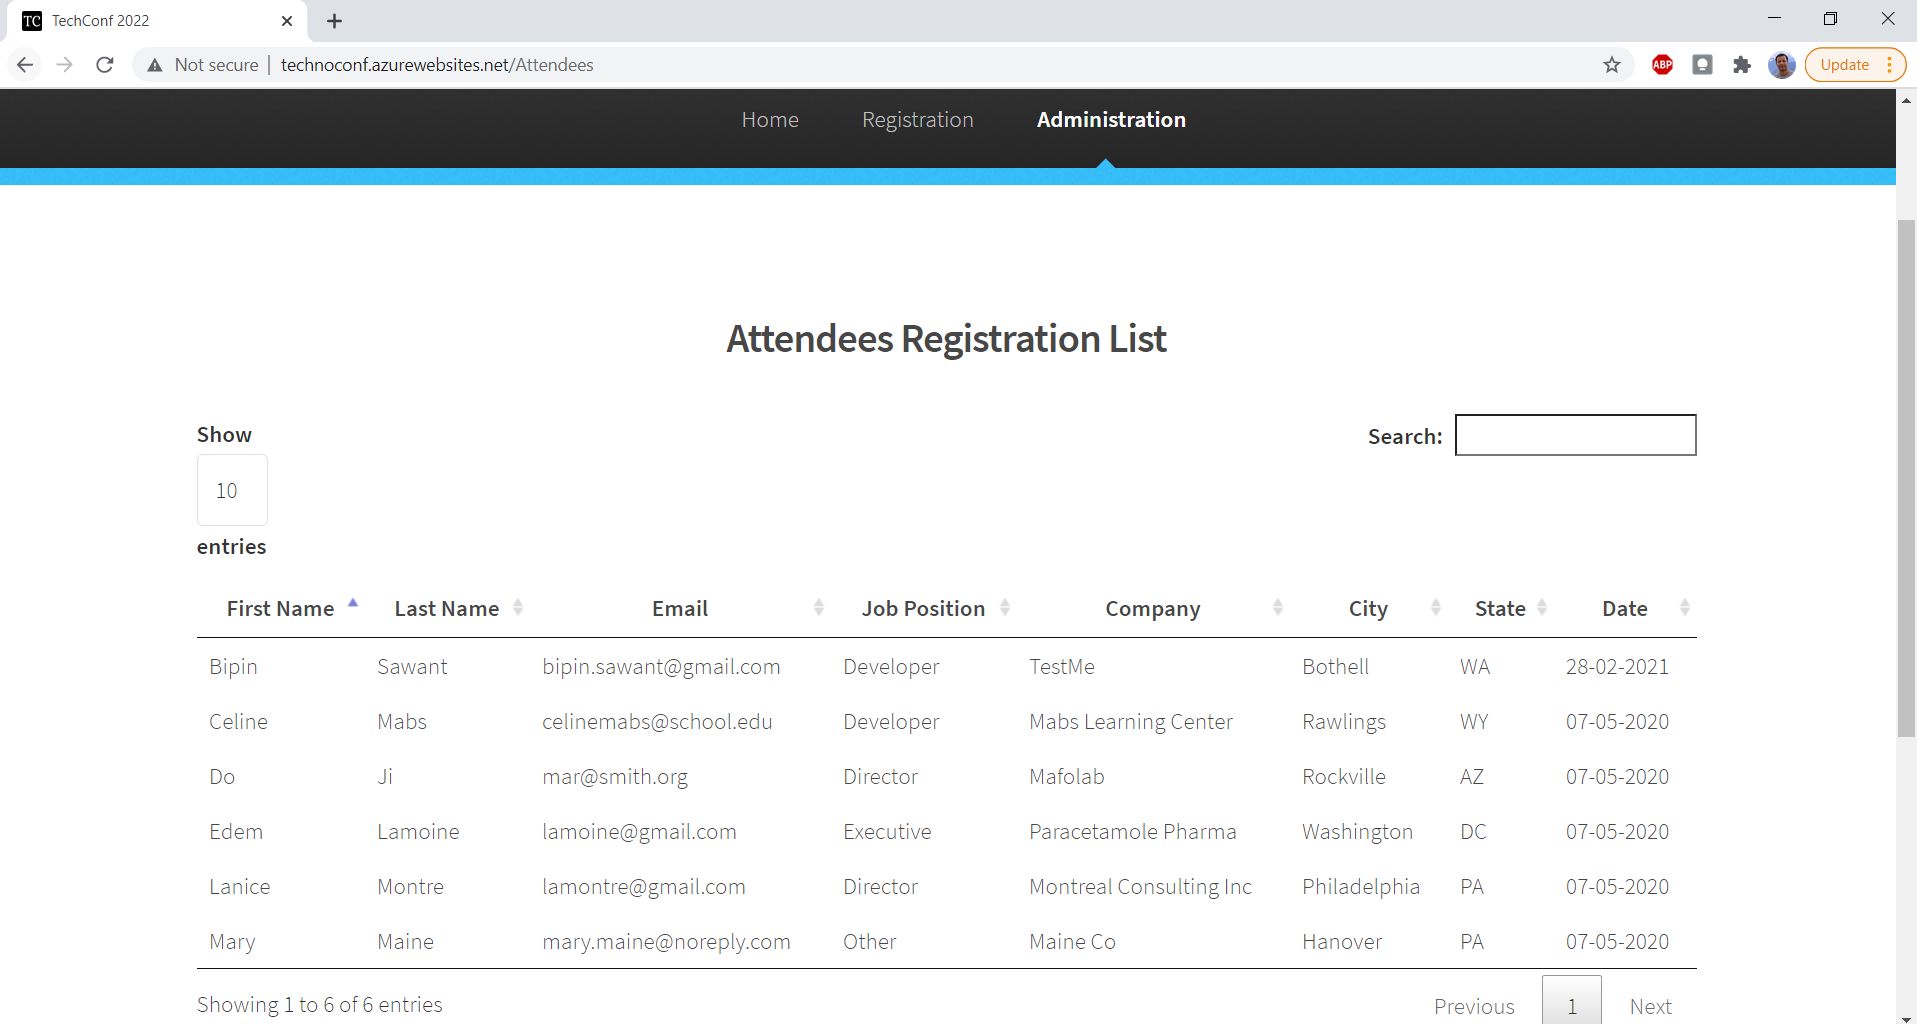 TC TechConf 2022
Not secure | technoconf.azurewebsites.net/Attendees ABP Update
Home Registration Administration
Attendees Registration List
Show
Search:
10
entries
First Name Last Name Email Job Position Company City State Date
Bipin Sawant bipin.sawant@gmail.com Developer TestMe Bothell WA 28-02-2021
Celine Mabs celinemabs@school.edu Developer Mabs Learning Center Rawlings WY 07-05-2020
Do Ji mar@smith.org Director Mafolab Rockville AZ 07-05-2020
Edem Lamoine lamoine@gmail.com Executive Paracetamole Pharma Washington DC 07-05-2020
Lanice Montre lamontre@gmail.com Director Montreal Consulting Inc Philadelphia PA 07-05-2020
Mary Maine mary.maine@noreply.com Other Maine Co Hanover PA 07-05-2020
Showing 1 to 6 of 6 entries Previous 1 Next